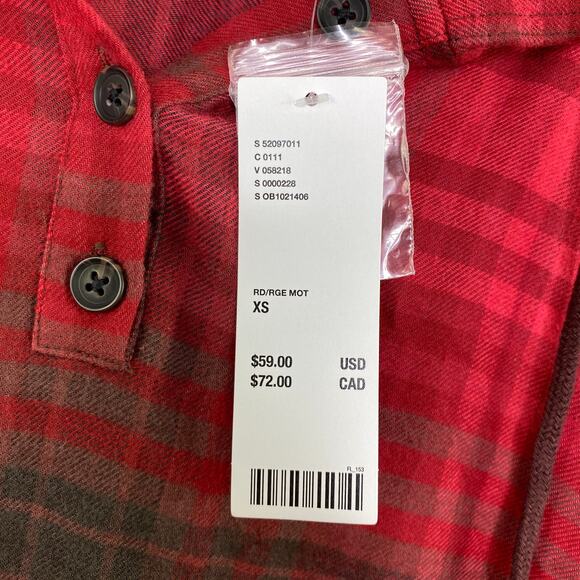 S 52097011
C 0111
V 058218
S 0000228
S OB1021406
RD/RGE MOT
XS
$59.00 USD
$72.00 CAD
FL_153